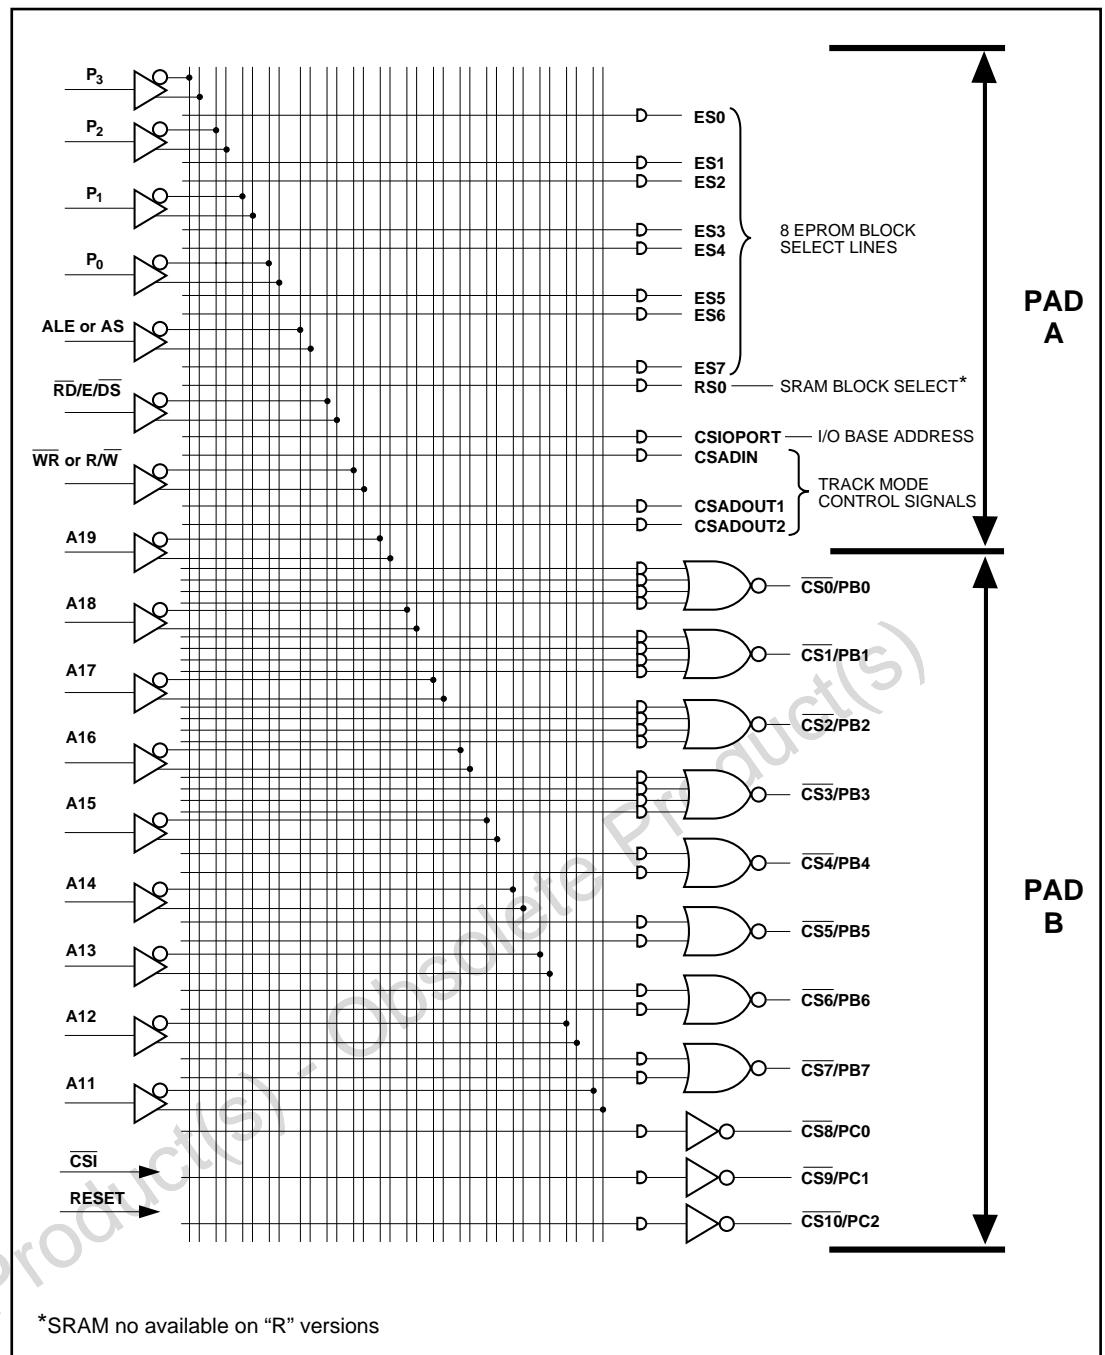 P3
P2
P1
P0
ALE or AS
RD/E/DS
WR or R/W
A19
A18
A17
A16
A15
A14
A13
A12
A11
CSI
RESET
ES0
ES1
ES2
ES3
ES4
ES5
ES6
ES7
8 EPROM BLOCK
SELECT LINES
RS0
SRAM BLOCK SELECT*
CSIOPORT
I/O BASE ADDRESS
CSADIN
CSADOUT1
CSADOUT2
TRACK MODE
CONTROL SIGNALS
PAD
A
CS0/PB0
CS1/PB1
CS2/PB2
CS3/PB3
CS4/PB4
CS5/PB5
CS6/PB6
CS7/PB7
CS8/PC0
CS9/PC1
CS10/PC2
PAD
B
Product(s) - Obsolete Product(s)
*SRAM no available on “R” versions